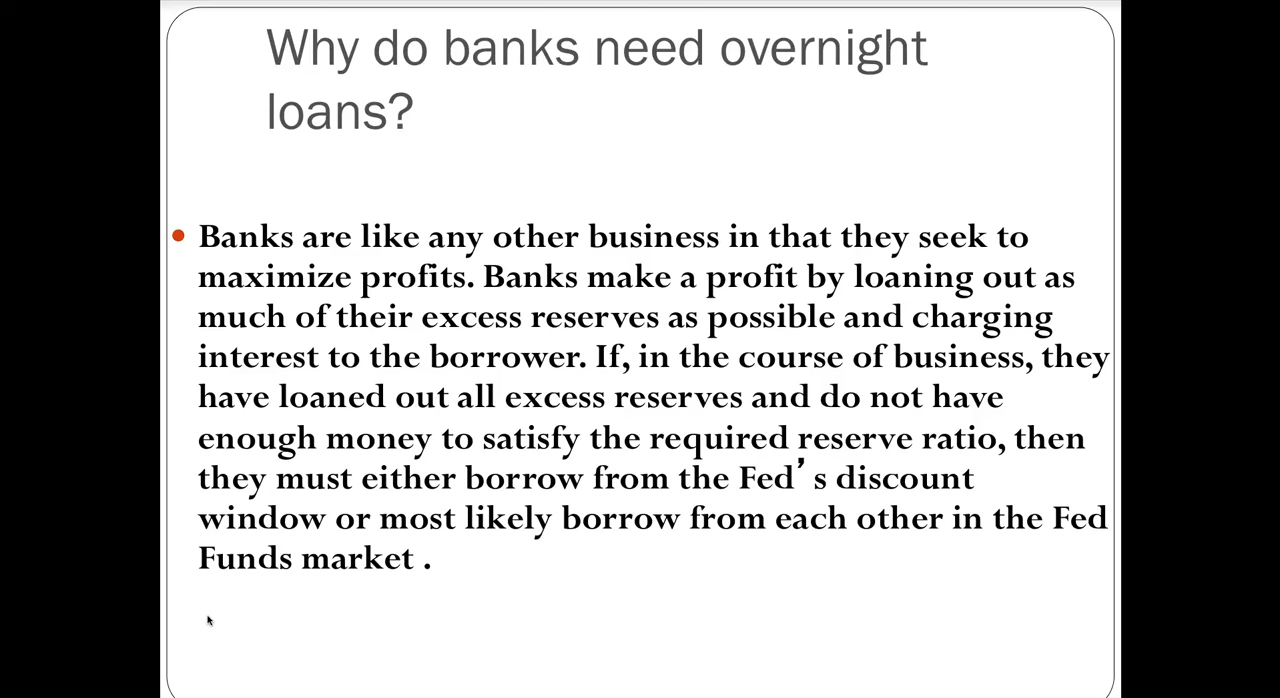 Why do banks need overnight
loans?
• Banks are like any other business in that they seek to
maximize profits. Banks make a profit by loaning out as
much of their excess reserves as possible and charging
interest to the borrower. If, in the course of business, they
have loaned out all excess reserves and do not have
enough money to satisfy the required reserve ratio, then
they must either borrow from the Fed’ s discount
window or most likely borrow from each other in the Fed
Funds market .